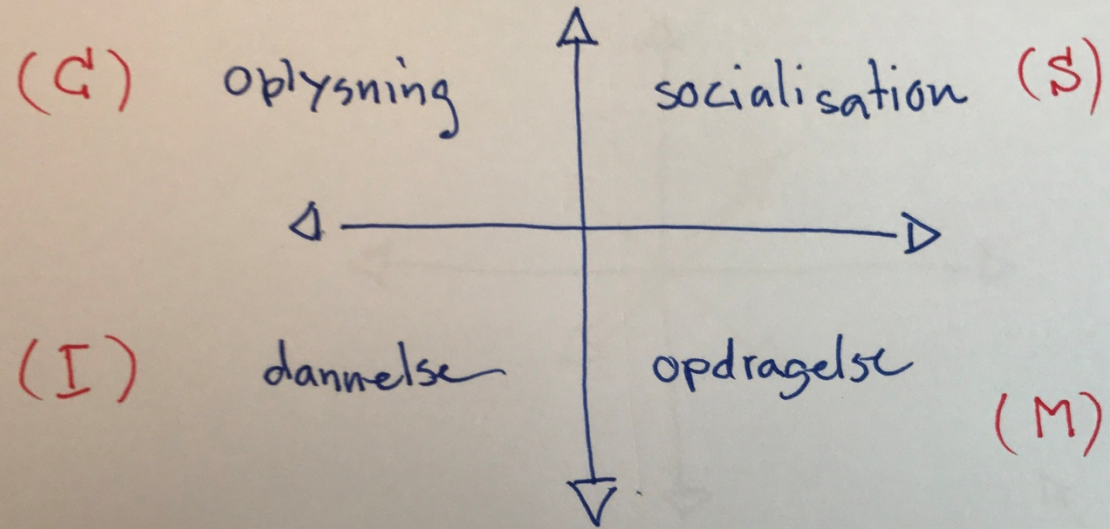 (G) oplysning socialisation (S)
(I) dannelse opdragelse
(M)